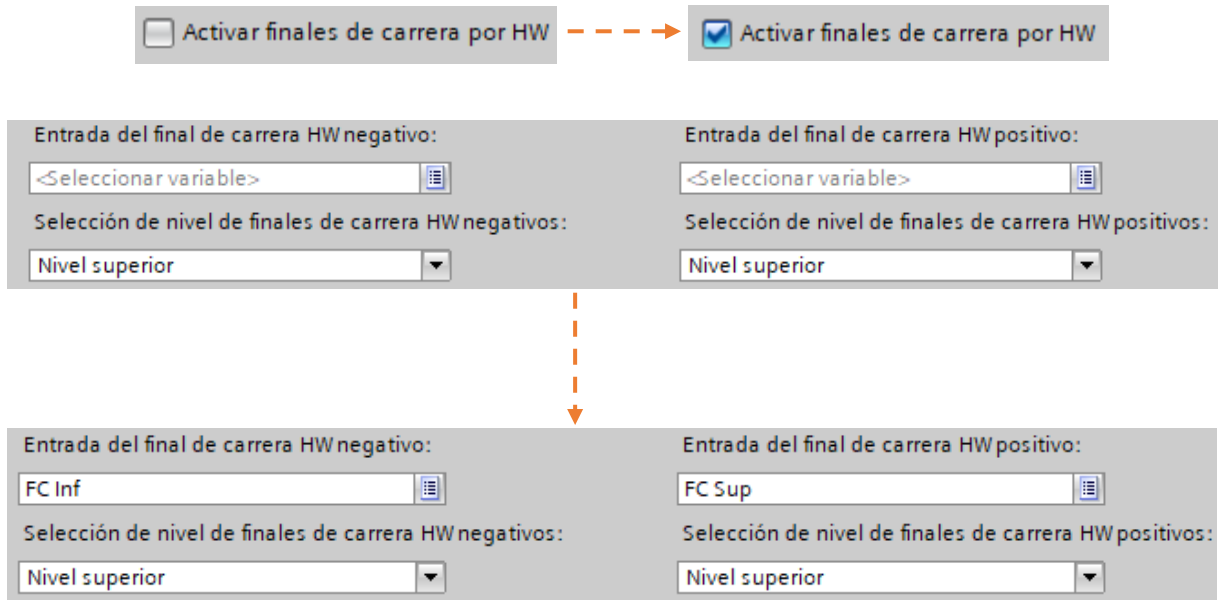 Activar finales de carrera por HW
Activar finales de carrera por HW
Entrada del final de carrera HW negativo:
Entrada del final de carrera HW positivo:
<Seleccionar variable>
<Seleccionar variable>
Selección de nivel de finales de carrera HW negativos:
Selección de nivel de finales de carrera HW positivos:
Nivel superior
Nivel superior
Entrada del final de carrera HW negativo:
Entrada del final de carrera HW positivo:
FC Inf
FC Sup
Selección de nivel de finales de carrera HW negativos:
Selección de nivel de finales de carrera HW positivos:
Nivel superior
Nivel superior